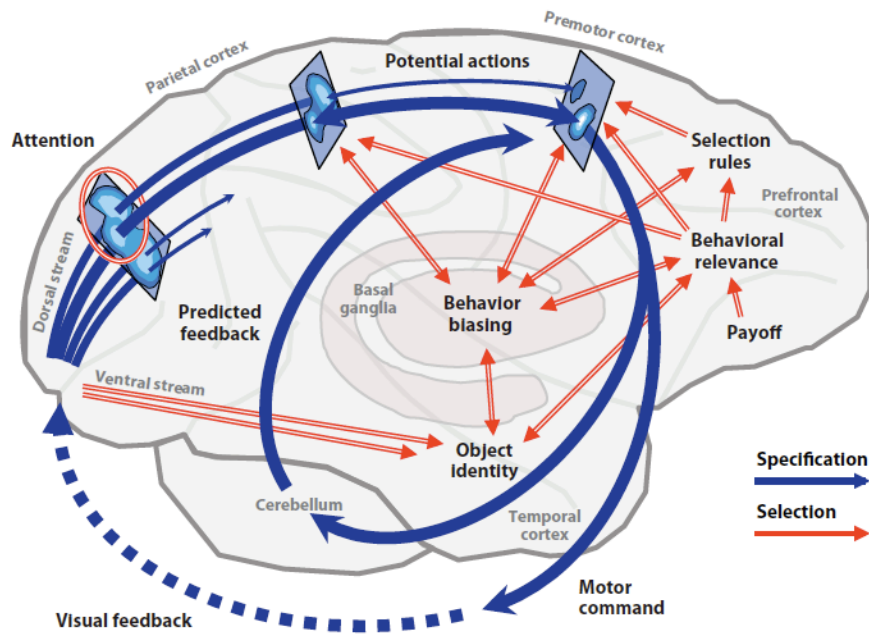 Premotor cortex
Parietal cortex
Potential actions
Attention
Selection
rules
Prefrontal
cortex
Behavioral
relevance
Dorsal stream
Predicted
feedback
Basal
ganglia
Behavior
biasing
Payoff
Ventral stream
Object
identity
Specification
Cerebellum
Temporal
cortex
Selection
Motor
command
Visual feedback